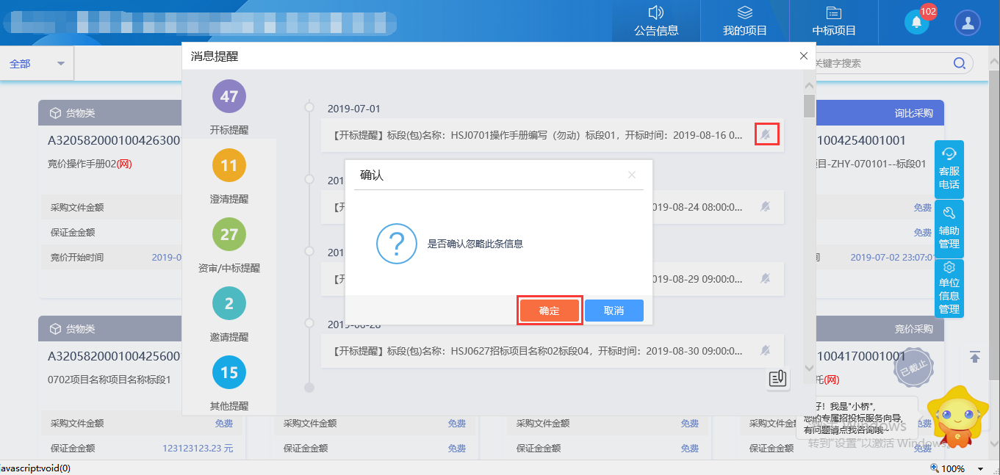 公告信息
我的项目
中标项目
102
全部
消息提醒
关键字搜索
47
开标提醒
11
澄清提醒
27
资审/中标提醒
2
邀请提醒
15
其他提醒
2019-07-01
【开标提醒】标段(包)名称：HSJ0701操作手册编写（勿动）标段01，开标时间：2019-08-16 0...
201
【开
019-08-24 08:00:0...
201
【开
019-08-29 09:00:0...
2019-06-28
【开标提醒】标段(包)名称：HSJ0627招标项目名称02标段04，开标时间：2019-08-30 09:00:0...
确认
?
是否确认忽略此条信息
确定
取消
货物类
A320582000100426300
竞价操作手册02(网)
采购文件金额
保证金金额
竞价开始时间
2019-0
询比采购
1004254001001
项目-ZHY-070101--标段01
免费
免费
间
2019-07-02 23:07:01
客服
电话
辅助
管理
单位
信息
管理
货物类
A320582000100425600
0702项目名称项目名称标段1
采购文件金额
免费
保证金金额
123123123.23 元
采购文件金额
免费
保证金金额
免费
采购文件金额
免费
保证金金额
免费
竞价采购
1004170001001
托(网)
已截止
采购文件金额
免费
保证金金额
免费
好！我是"小桥",
您的专属招投标服务向导,
有问题请点我咨询哦~
激活 Windows
转到"设置"以激活 Windows。
avascript:void(0)
100%